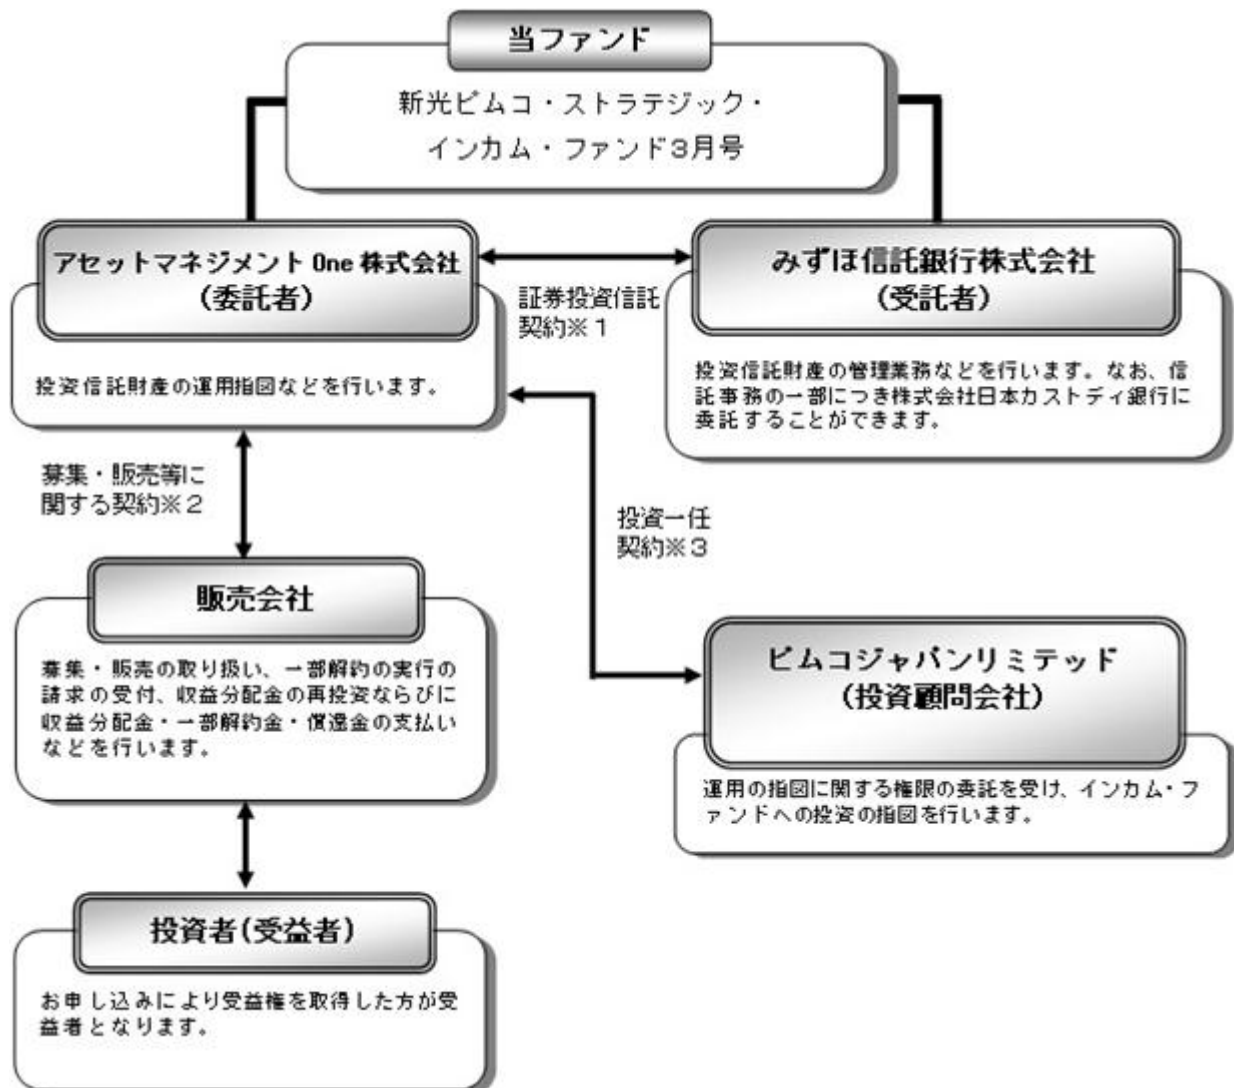 当ファンド
新光ピムコ・ストラテジック・
インカム・ファンド3月号
アセットマネジメントOne株式会社
(委託者)
投資信託財産の運用指図などを行います。
証券投資信託
契約※1
みずほ信託銀行株式会社
(受託者)
投資信託財産の管理業務などを行います。なお、信
託事務の一部につき株式会社日本カストディ銀行に
委託することができます。
募集・販売等に
関する契約※2
投資一任
契約※3
販売会社
募集・販売の取り扱い、一部解約の実行の
請求の受付、収益分配金の再投資ならびに
収益分配金・一部解約金・償還金の支払い
などを行います。
ピムコジャパンリミテッド
(投資顧問会社)
運用の指図に関する権限の委託を受け、インカム・フ
ァンドへの投資の指図を行います。
投資者(受益者)
お申し込みにより受益権を取得した方が受
益者となります。